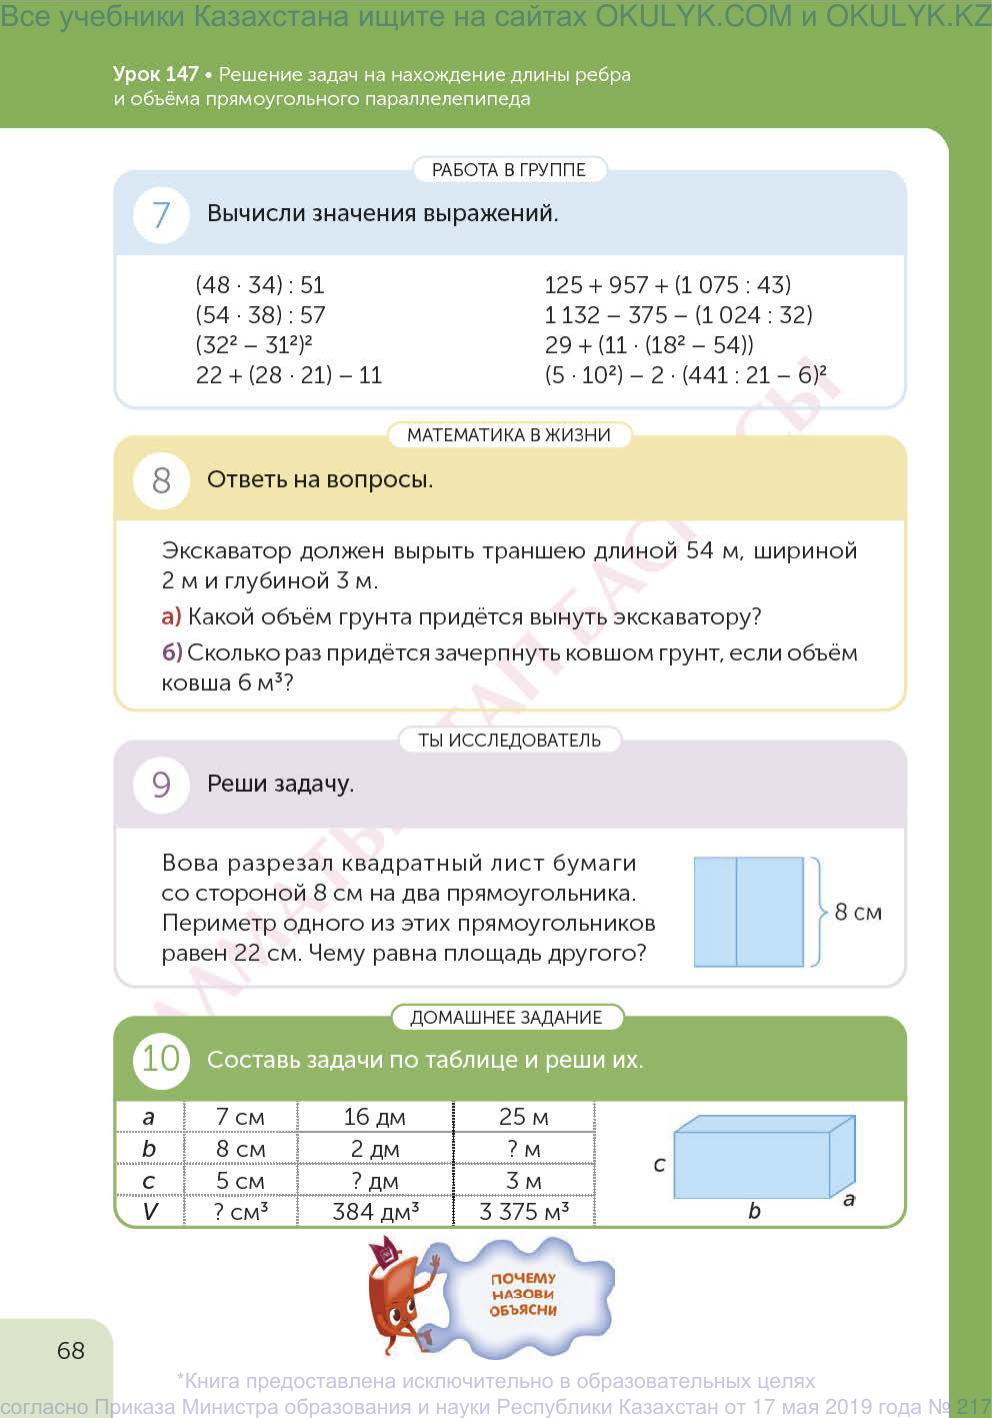 Все учебники Казахстана ищите на сайтах OKULYK.COM и OKULYK.KZ
Урок 147 • Решение задач на нахождение длины ребра
и объёма прямоугольного параллелепипеда
РАБОТА В ГРУППЕ
7 Вычисли значения выражений.
(48 · 34) : 51
(54 · 38) : 57
(32² – 31²)²
22 + (28 · 21) – 11
125 + 957 + (1 075 : 43)
1 132 – 375 – (1 024 : 32)
29 + (11 · (18² – 54))
(5 · 10²) – 2 · (441 : 21 – 6)²
МАТЕМАТИКА В ЖИЗНИ
8 Ответь на вопросы.
Экскаватор должен вырыть траншею длиной 54 м, шириной
2 м и глубиной 3 м.
а) Какой объём грунта придётся вынуть экскаватору?
б) Сколько раз придётся зачерпнуть ковшом грунт, если объём
ковша 6 м³?
ТЫ ИССЛЕДОВАТЕЛЬ
9 Реши задачу.
Вова разрезал квадратный лист бумаги
со стороной 8 см на два прямоугольника.
Периметр одного из этих прямоугольников
равен 22 см. Чему равна площадь другого?
8 см
ДОМАШНЕЕ ЗАДАНИЕ
10 Составь задачи по таблице и реши их.
a 7 см 16 дм 25 м
b 8 см 2 дм ? м
c 5 см ? дм 3 м
V ? см³ 384 дм³ 3 375 м³
c
b
a
ПОЧЕМУ
НАЗОВИ
ОБЪЯСНИ
68
*Книга предоставлена исключительно в образовательных целях
согласно Приказа Министра образования и науки Республики Казахстан от 17 мая 2019 года № 217